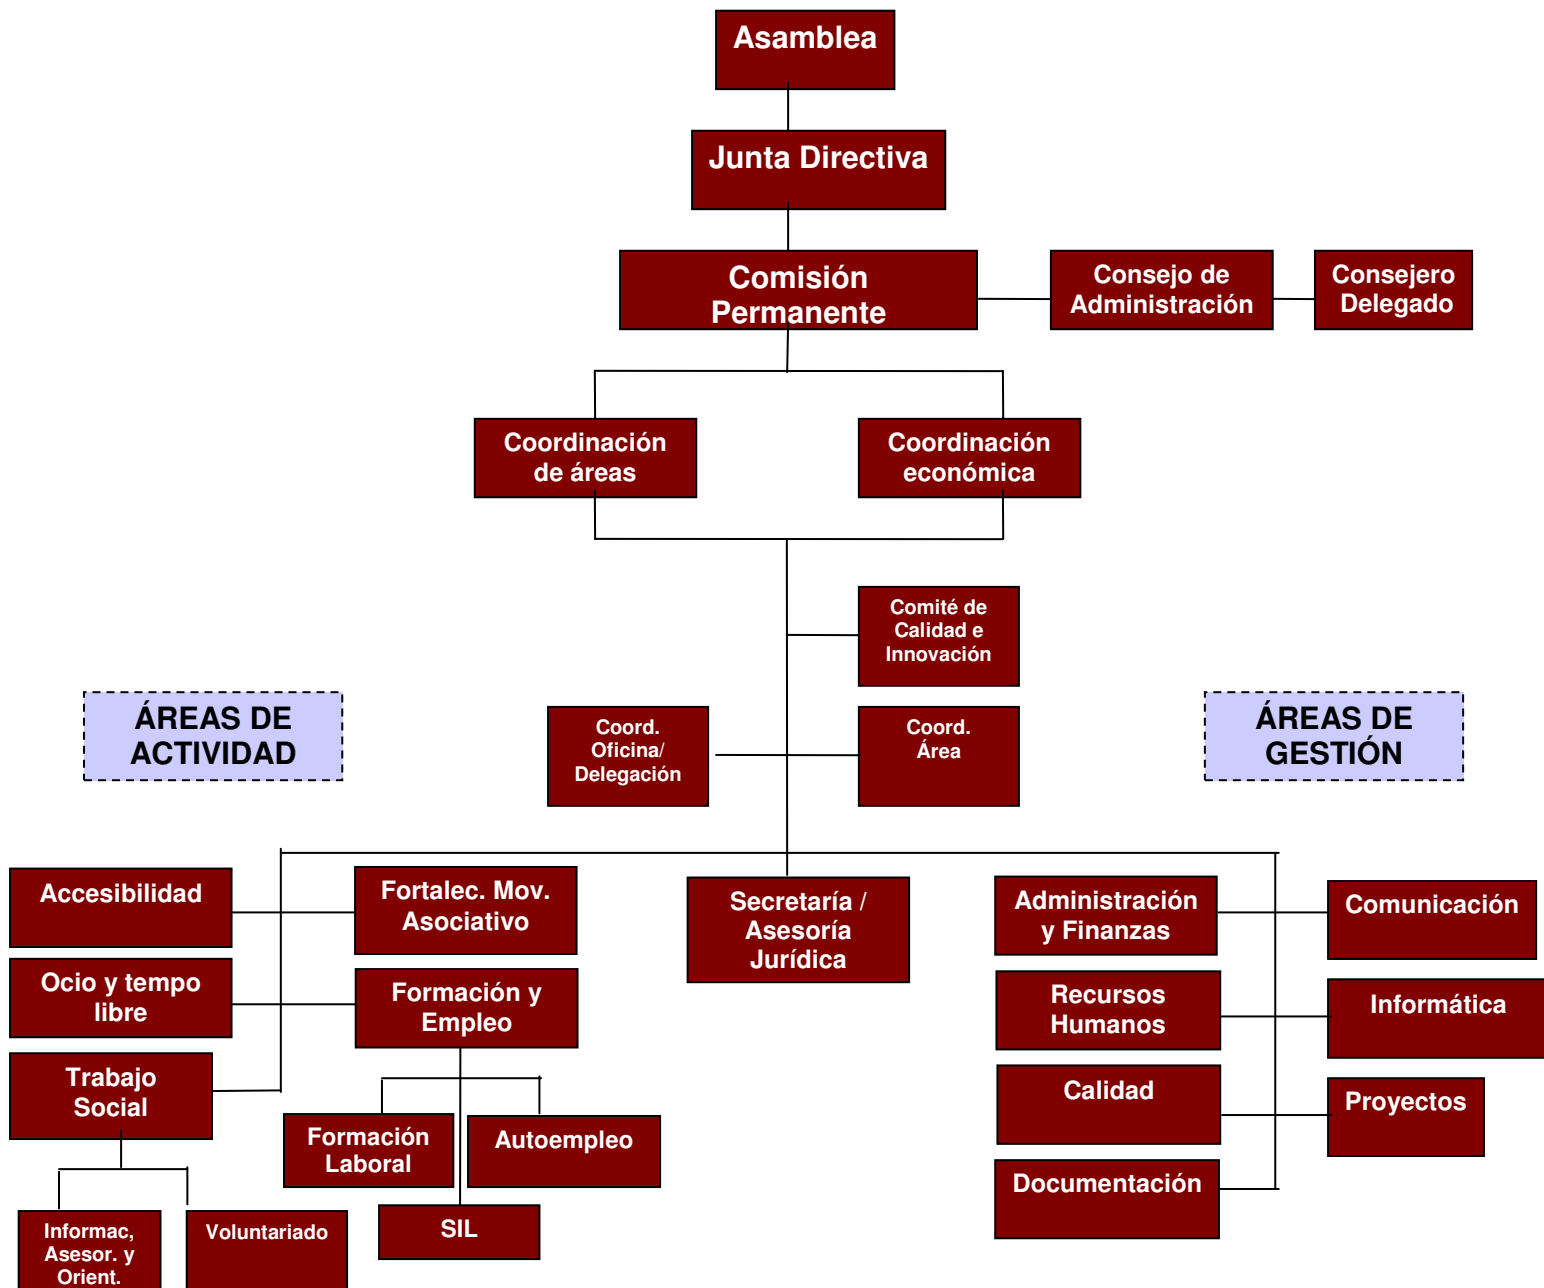 Asamblea
Junta Directiva
Comisión
Permanente
Consejo de
Administración
Consejero
Delegado
Coordinación
de áreas
Coordinación
económica
Comité de
Calidad e
Innovación
ÁREAS DE
ACTIVIDAD
Coord.
Oficina/
Delegación
Coord.
Área
ÁREAS DE
GESTIÓN
Accesibilidad
Fortalec. Mov.
Asociativo
Secretaría /
Asesoría
Jurídica
Administración
y Finanzas
Comunicación
Ocio y tempo
libre
Formación y
Empleo
Recursos
Humanos
Informática
Trabajo
Social
Calidad
Proyectos
Formación
Laboral
Autoempleo
Documentación
Informac,
Asesor. y
Orient.
Voluntariado
SIL